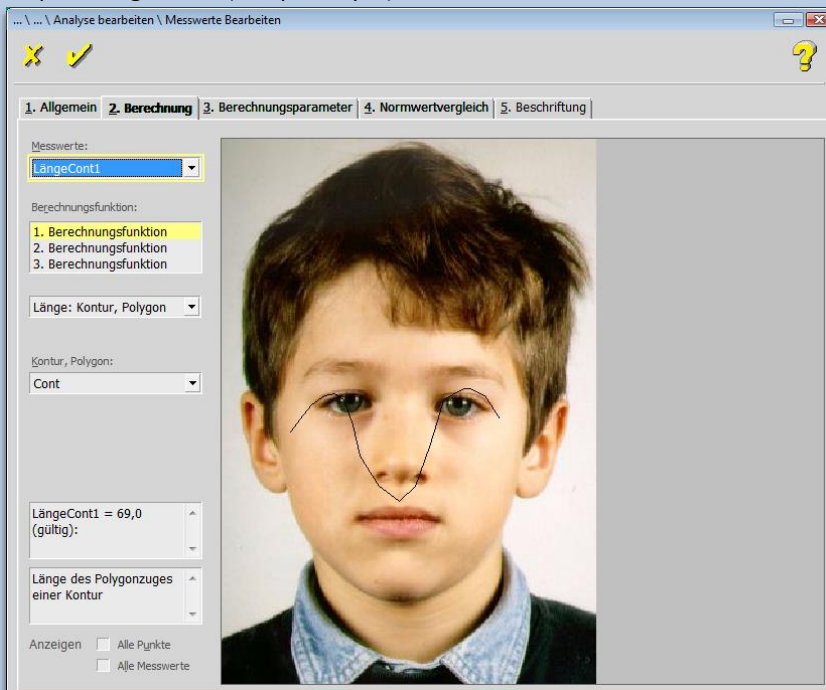 ... \ ... \ Analyse bearbeiten \ Messwerte Bearbeiten
1. Allgemein
2. Berechnung
3. Berechnungsparameter
4. Normwertvergleich
5. Beschriftung
Messwerte:
LängeCont1
Berechnungsfunktion:
1. Berechnungsfunktion
2. Berechnungsfunktion
3. Berechnungsfunktion
Länge: Kontur, Polygon
Kontur, Polygon:
Cont
LängeCont1 = 69,0
(gültig):
Länge des Polygonzuges
einer Kontur
Anzeigen
Alle Punkte
Alle Messwerte